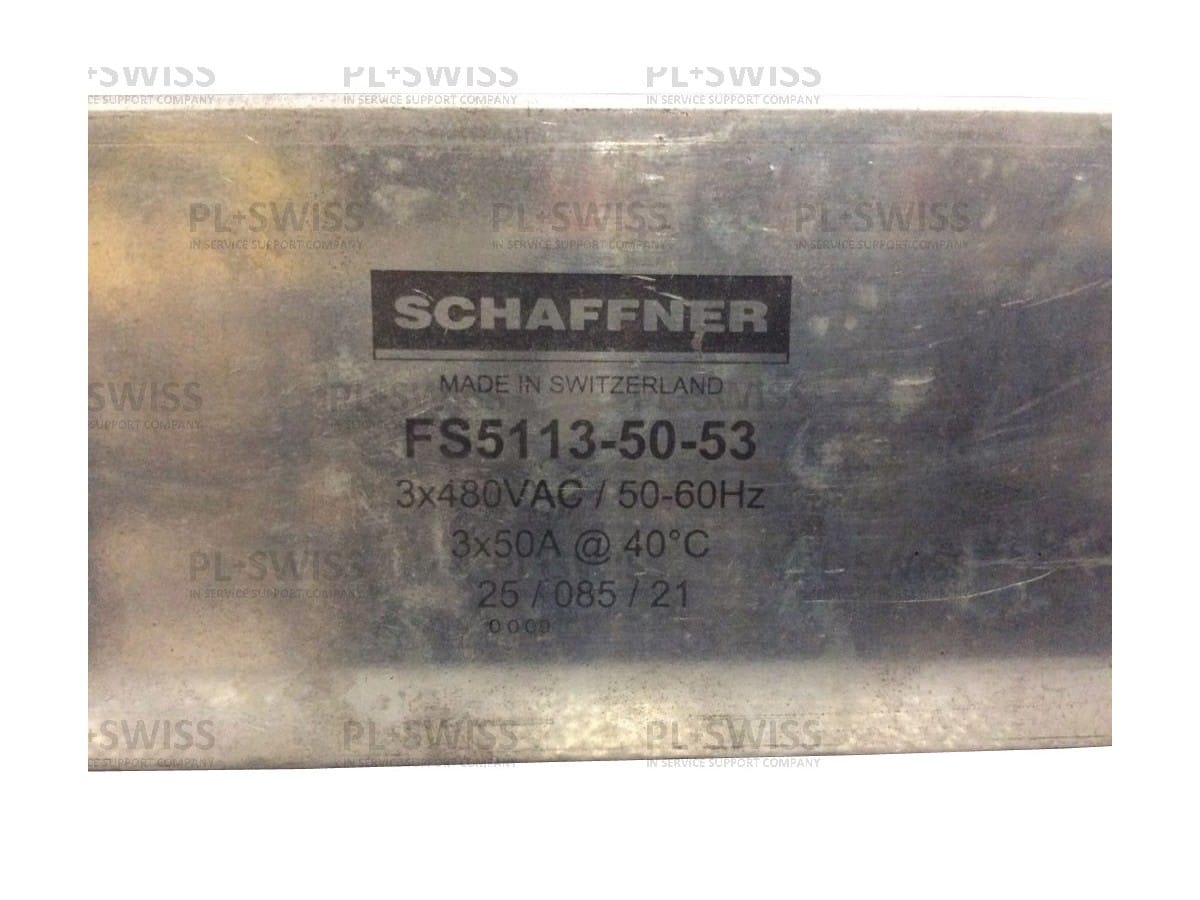 PL+SWISS
IN SERVICE SUPPORT COMPANY
SCHAFFNER
MADE IN SWITZERLAND
FS5113-50-53
3x480VAC / 50-60Hz
3x50A @ 40°C
25 / 085 / 21
0000